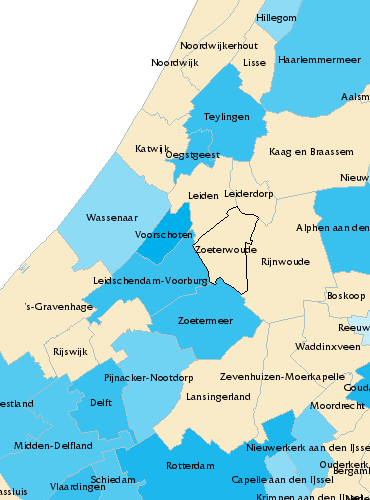 Hillegom
Noordwijkerhout
Noordwijk
Lisse
Haarlemmermeer
Aalsm
Teylingen
Katwijk
Oegstgeest
Kaag en Braassem
Nieuw
Leiden
Leiderdorp
Wassenaar
Voorschoten
Alphen aan den
Zoeterwoude
Rijnwoude
Leidschendam-Voorburg
Boskoop
's-Gravenhage
Zoetermeer
Reeuw
Waddinxveen
Rijswijk
Pijnacker-Nootdorp
Zevenhuizen-Moerkapelle
Gouda
Lansingerland
Moordrecht
estland
Delft
Midden-Delfland
Nieuwerkerk aan den IJssel
Ouderkerk
Rotterdam
Bergam
Schiedam
Capelle aan den IJssel
Vlaardingen
assluis
Krimpen aan den IJssel
Neder